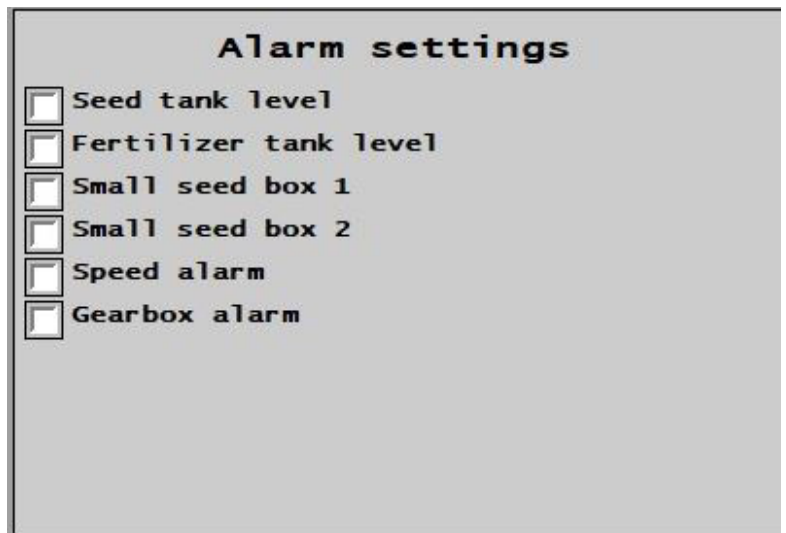 Alarm settings
Seed tank level
Fertilizer tank level
Small seed box 1
Small seed box 2
Speed alarm
Gearbox alarm